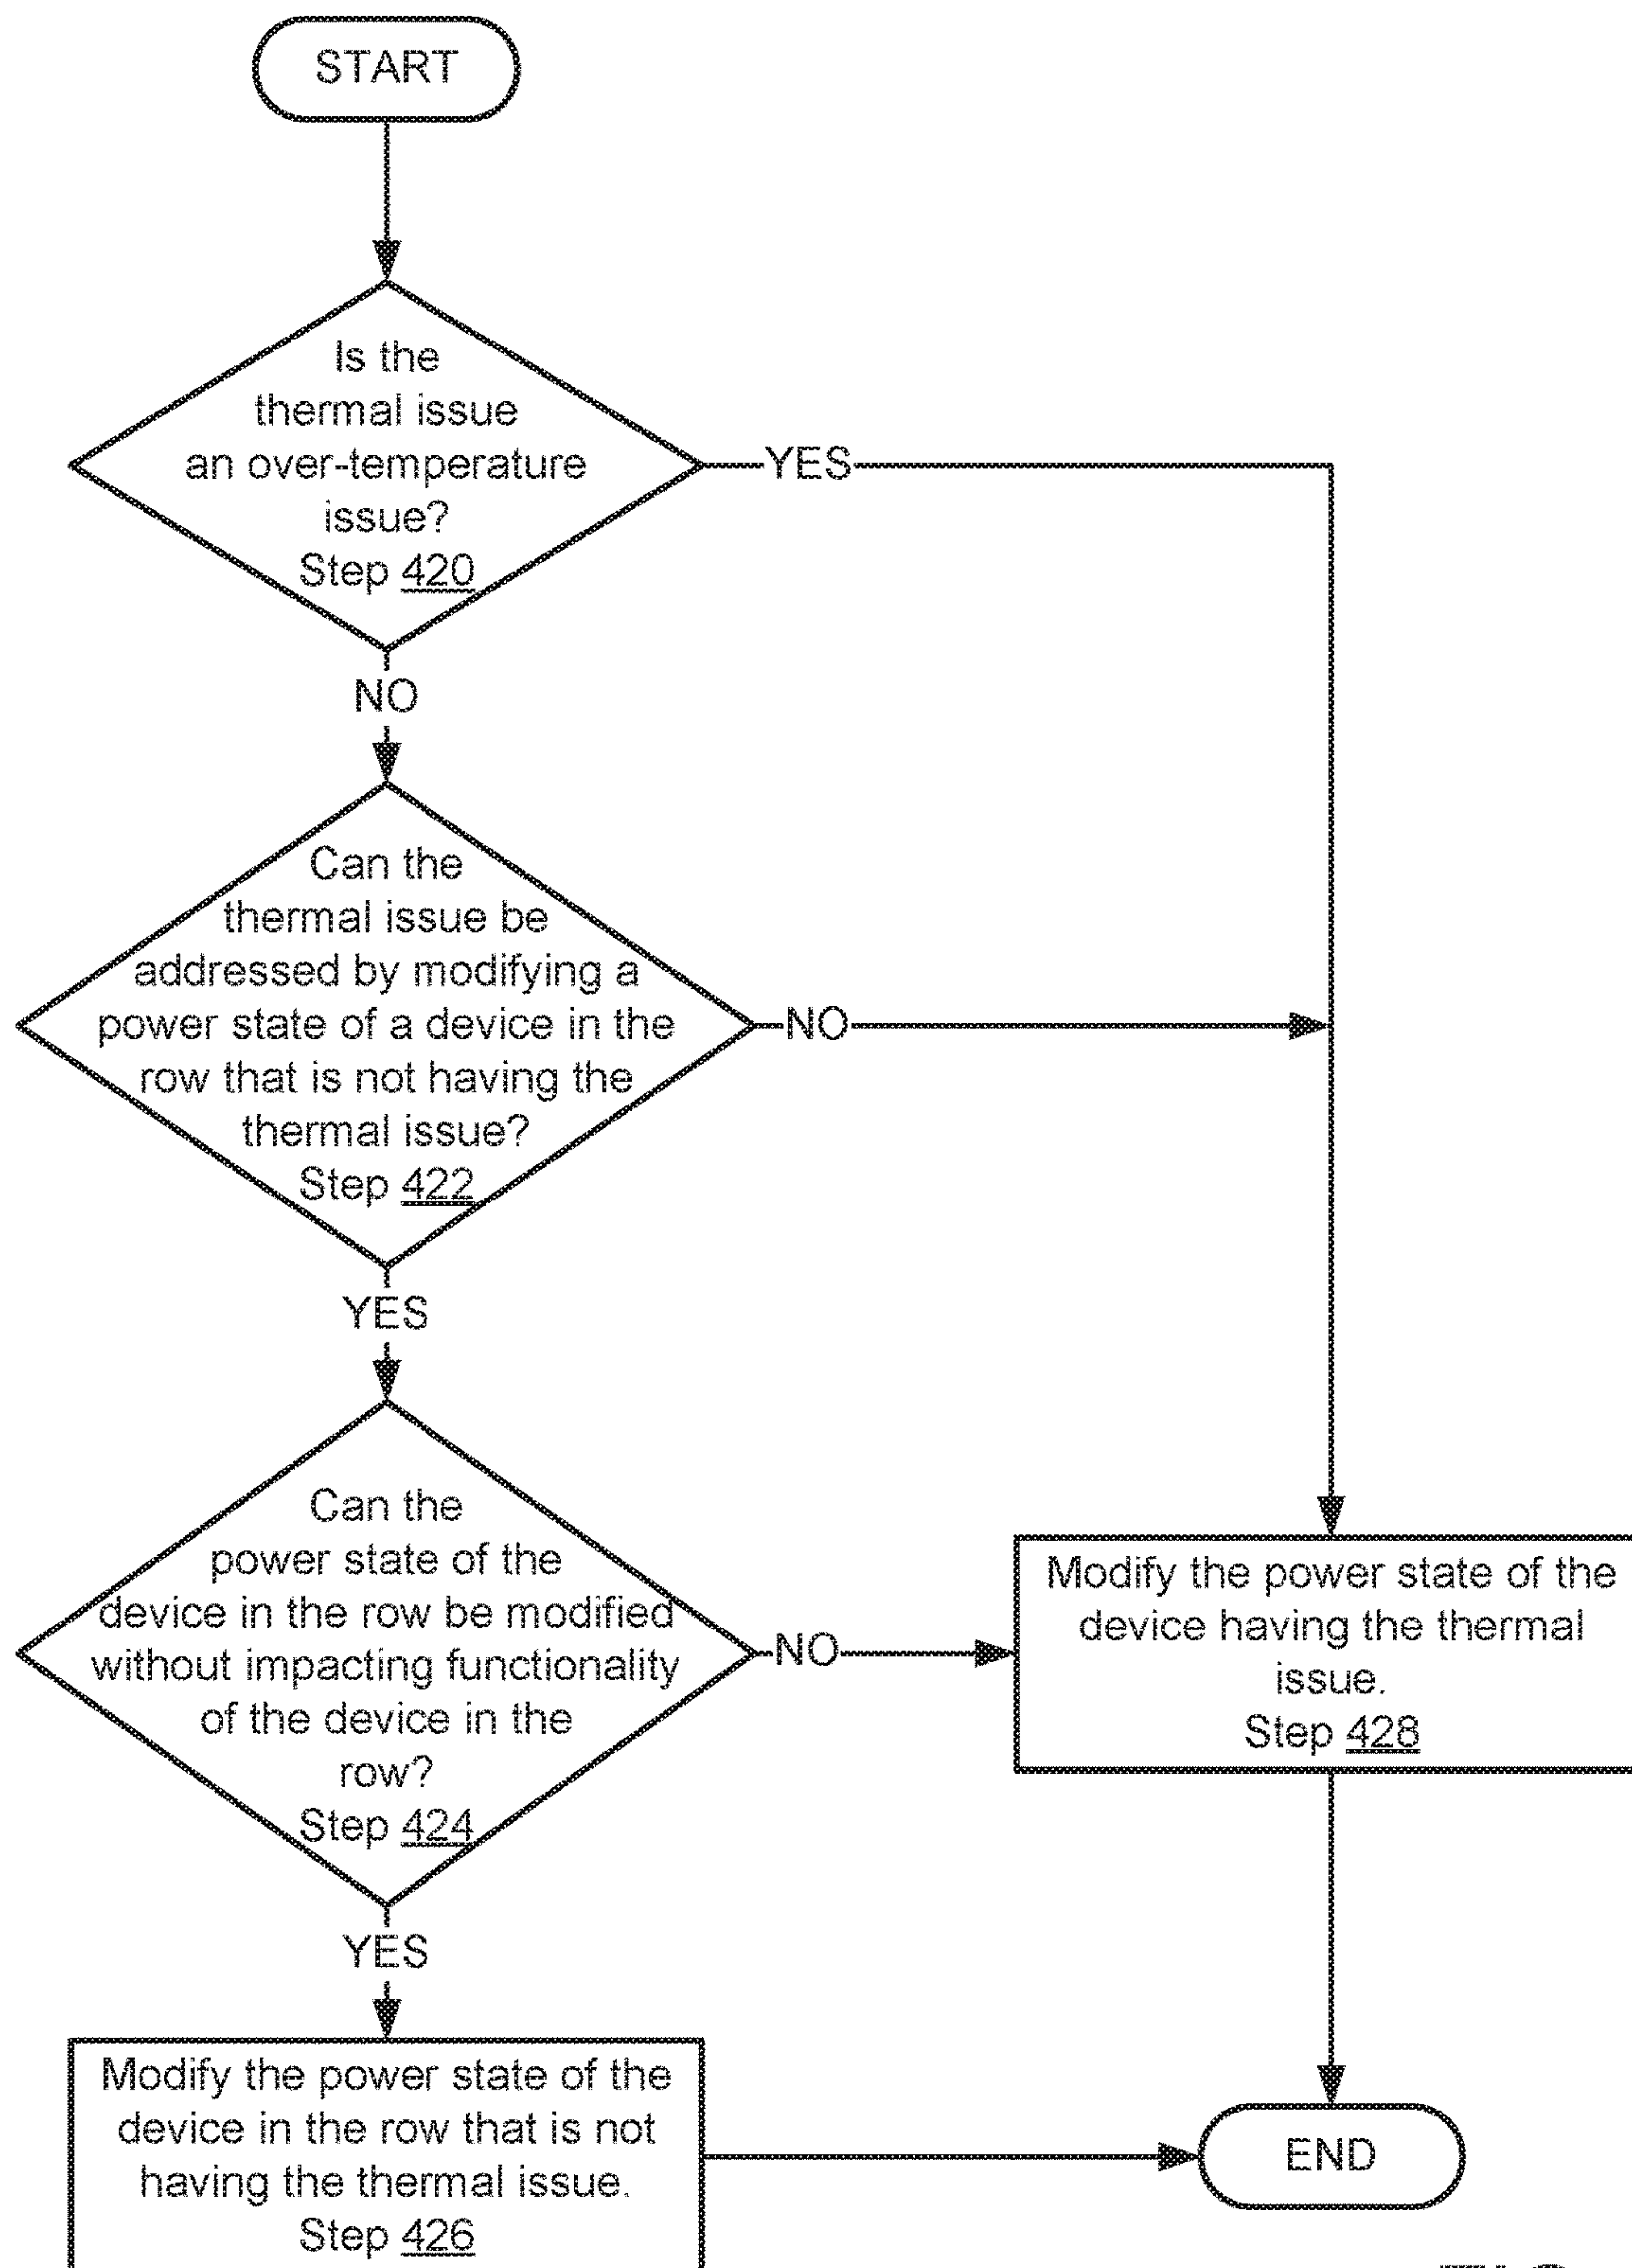 START
Is the
thermal issue
an over-temperature
issue?
Step 420
YES
NO
Can the
thermal issue be
addressed by modifying a
power state of a device in the
row that is not having the
thermal issue?
Step 422
NO
YES
Can the
power state of the
device in the row be modified
without impacting functionality
of the device in the
row?
Step 424
NO
Modify the power state of the
device having the thermal
issue.
Step 428
YES
Modify the power state of the
device in the row that is not
having the thermal issue.
Step 426
END